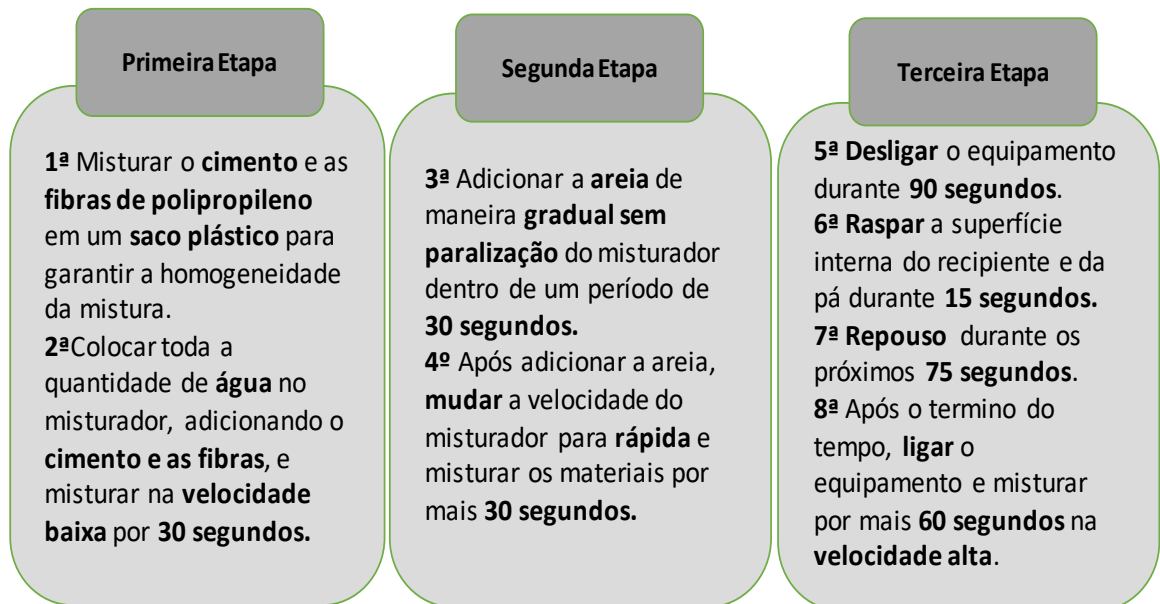 Primeira Etapa
1ª Misturar o cimento e as
fibras de polipropileno
em um saco plástico para
garantir a homogeneidade
da mistura.
2ªColocar toda a
quantidade de água no
misturador, adicionando o
cimento e as fibras, e
misturar na velocidade
baixa por 30 segundos.
Segunda Etapa
3ª Adicionar a areia de
maneira gradual sem
paralização do misturador
dentro de um período de
30 segundos.
4º Após adicionar a areia,
mudar a velocidade do
misturador para rápida e
misturar os materiais por
mais 30 segundos.
Terceira Etapa
5ª Desligar o equipamento
durante 90 segundos.
6ª Raspar a superfície
interna do recipiente e da
pá durante 15 segundos.
7ª Repouso durante os
próximos 75 segundos.
8ª Após o termino do
tempo, ligar o
equipamento e misturar
por mais 60 segundos na
velocidade alta.